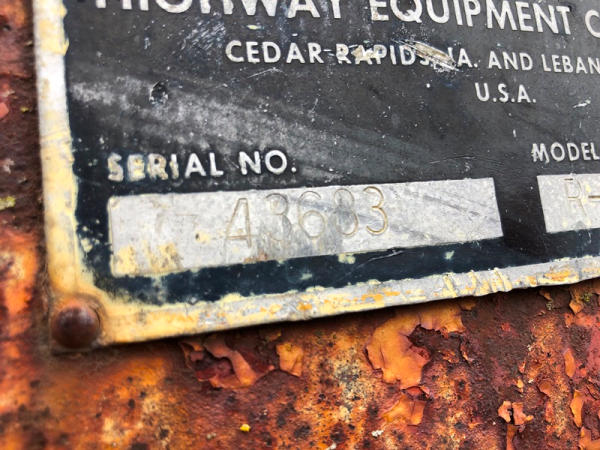 HIGHWAY EQUIPMENT C
CEDAR RAPIDS, IA. AND LEBAN
U.S.A.
SERIAL NO. MODEL
43683 R-